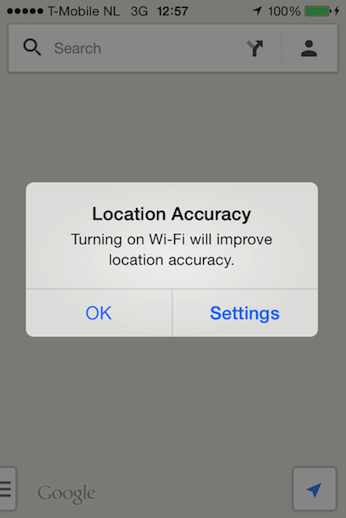 T-Mobile NL 3G 12:57 100%
Search
Location Accuracy
Turning on Wi-Fi will improve
location accuracy.
OK Settings
Google